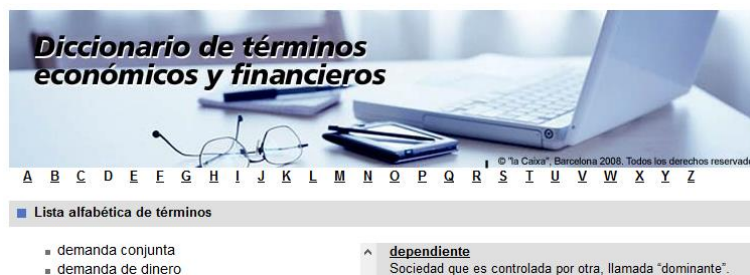 Diccionario de términos
económicos y financieros
© "la Caixa", Barcelona 2008. Todos los derechos reservado
A B C D E F G H I J K L M N O P Q R S T U V W X Y Z
Lista alfabética de términos
demanda conjunta
demanda de dinero
dependiente
Sociedad que es controlada por otra, llamada “dominante”.